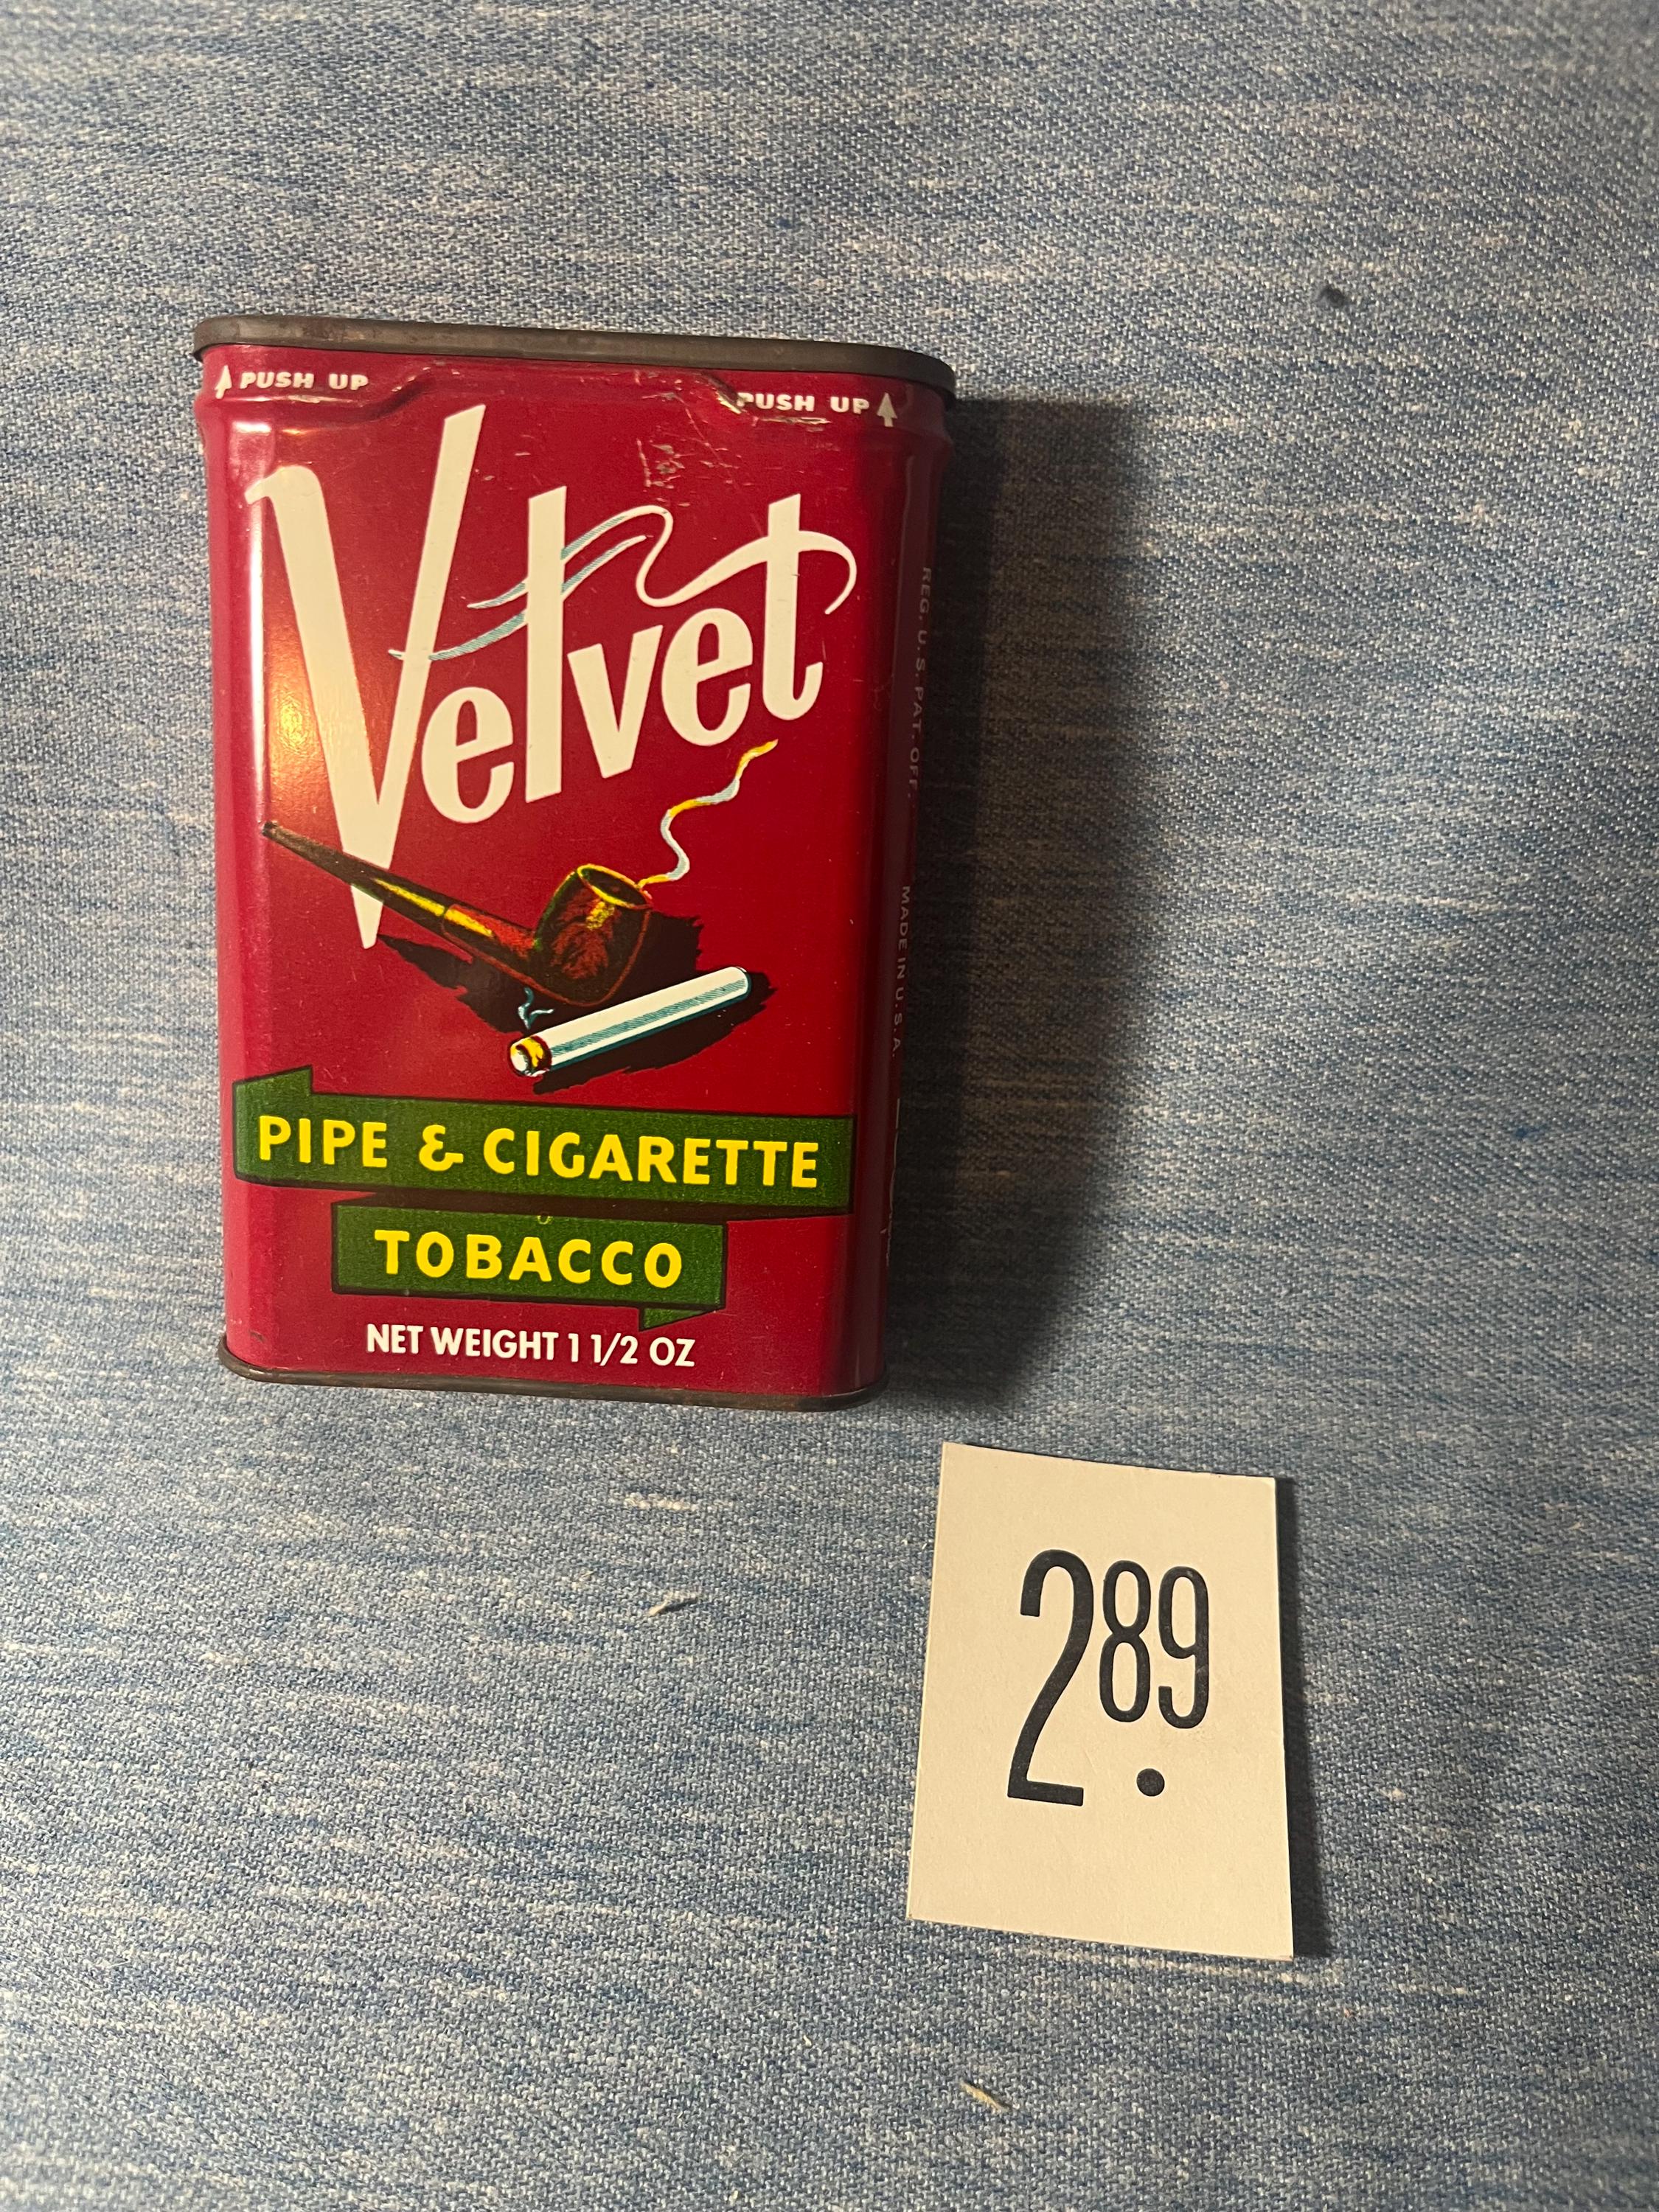 PUSH UP
PUSH UP
Velvet
PIPE & CIGARETTE
TOBACCO
NET WEIGHT 1 1/2 OZ
REG. U.S. PAT. OFF.
MADE IN U.S.A.
2.89